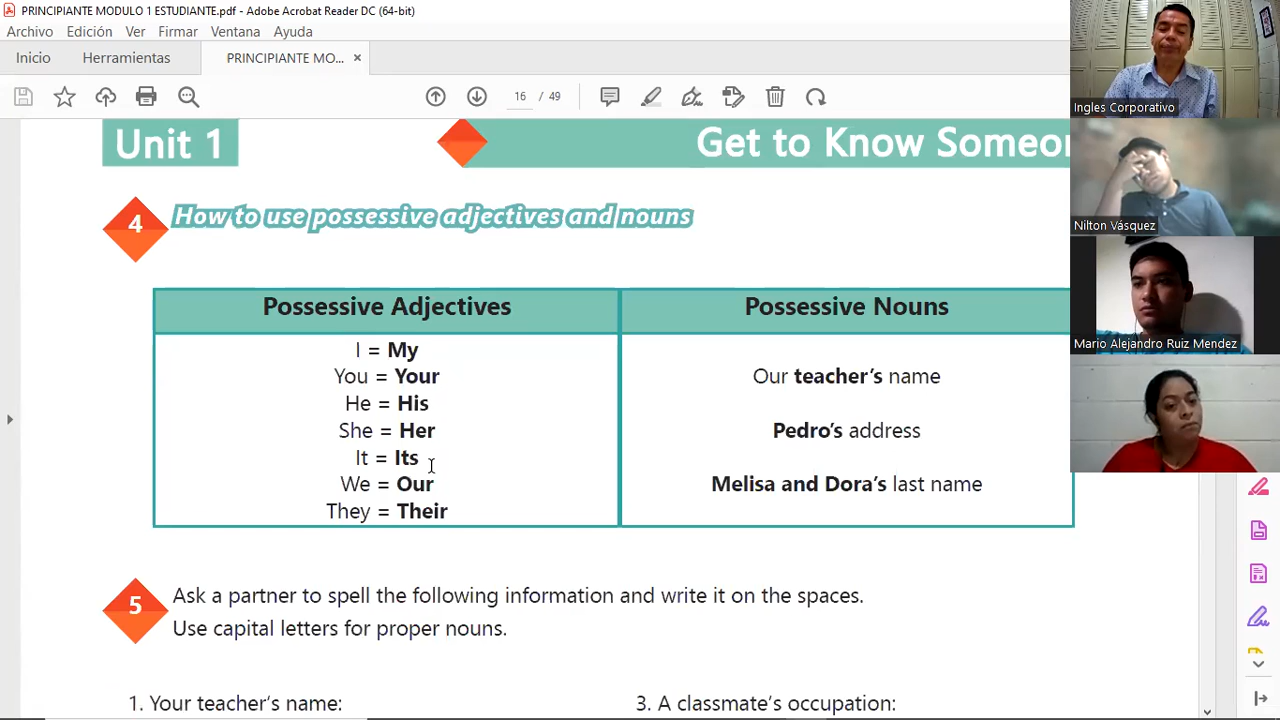 PRINCIPIANTE MODULO 1 ESTUDIANTE.pdf - Adobe Acrobat Reader DC (64-bit)
Archivo Edición Ver Firmar Ventana Ayuda
Inicio Herramientas PRINCIPIANTE MO... ×
16 / 49
Unit 1
Get to Know Someo
4 How to use possessive adjectives and nouns
Possessive Adjectives
I = My
You = Your
He = His
She = Her
It = Its
We = Our
They = Their
Possessive Nouns
Our teacher's name
Pedro's address
Melisa and Dora's last name
5 Ask a partner to spell the following information and write it on the spaces.
Use capital letters for proper nouns.
1. Your teacher's name:
3. A classmate's occupation:
Ingles Corporativo
Nilton Vásquez
Mario Alejandro Ruiz Mendez